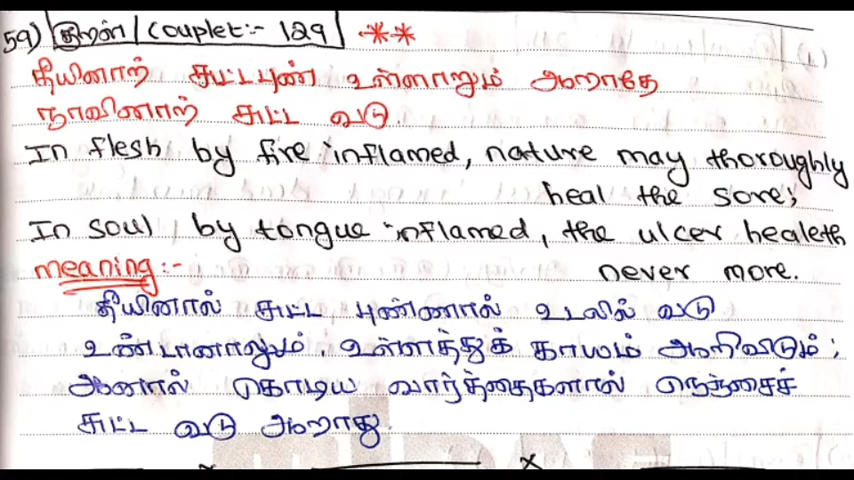 59) குறள் / Couplet:- 129 **
தீயினாற் சுட்டபுண் உள்ளாறும் ஆறாதே
நாவினாற் சுட்ட வடு.
In flesh by fire inflamed, nature may thoroughly
heal the sore;
In soul, by tongue inflamed, the ulcer healeth
never more.
meaning:-
தீயினால் சுட்ட புண்ணால் உடலில் வடு
உண்டானாலும், உள்ளத்துக் காயம் ஆறிவிடும்;
ஆனால் கொடிய வார்த்தைகளால் நெஞ்சைச்
சுட்ட வடு ஆறாது.